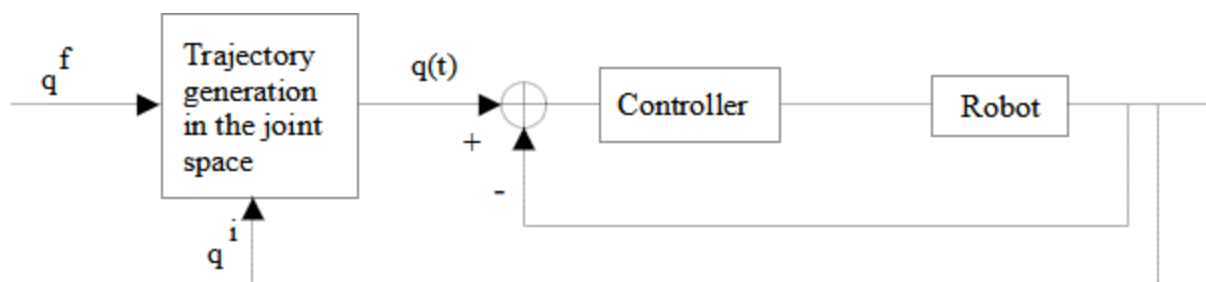 q^f
Trajectory
generation
in the joint
space
q(t)
+
-
Controller
Robot
q^i